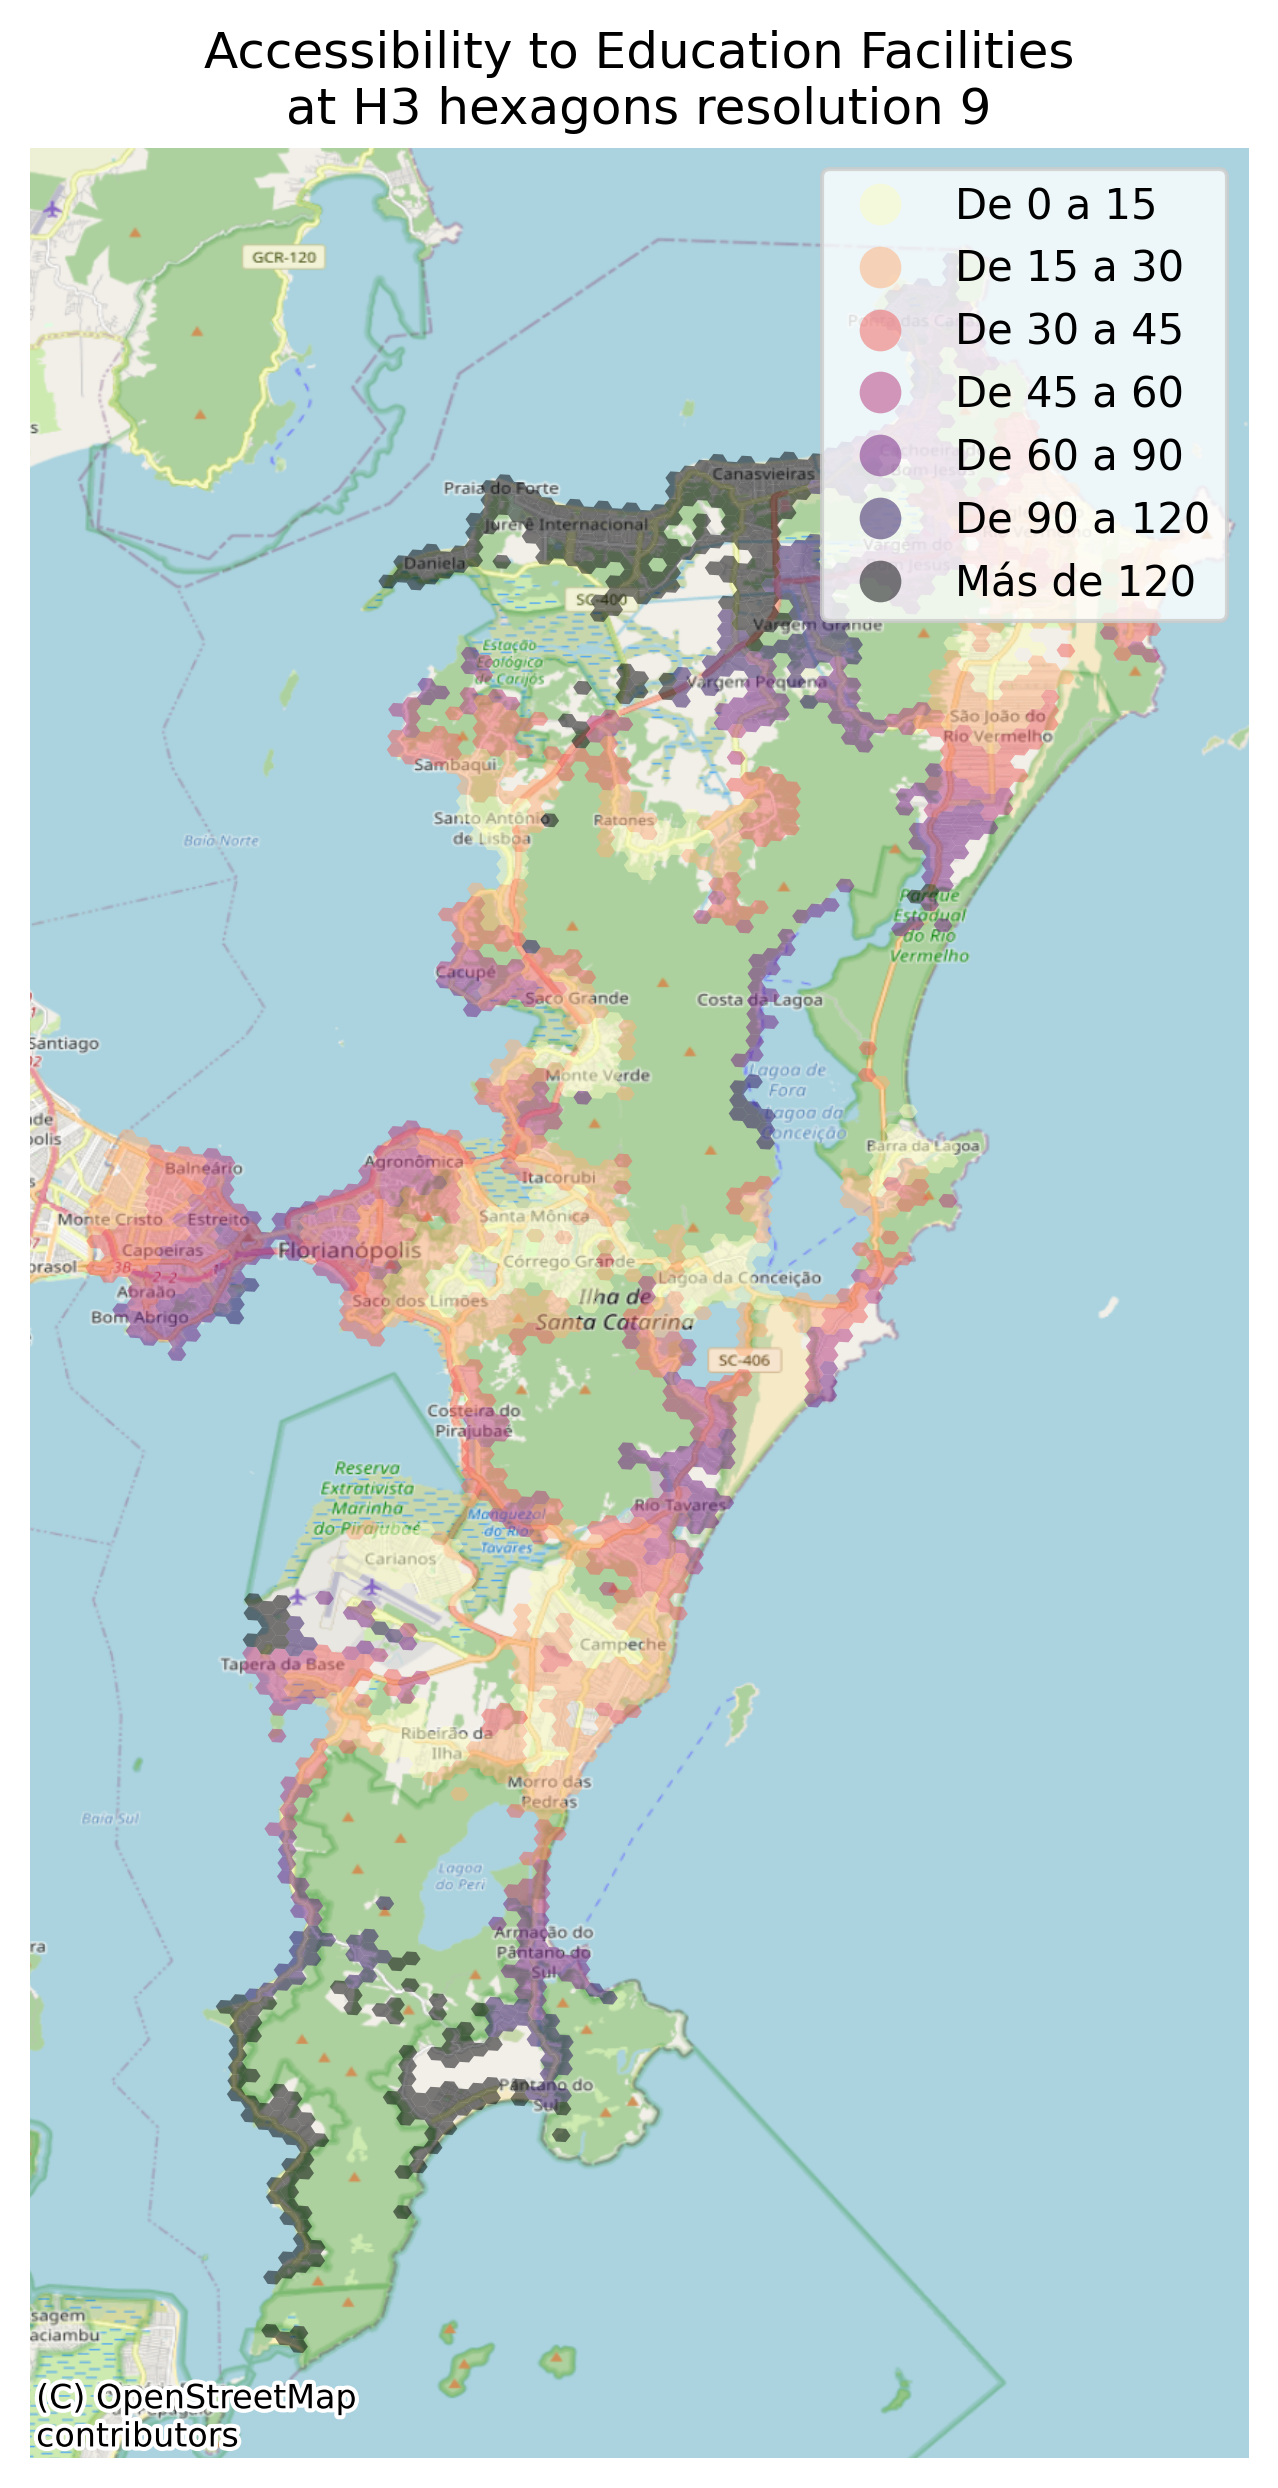 Accessibility to Education Facilities
at H3 hexagons resolution 9
De 0 a 15
De 15 a 30
De 30 a 45
De 45 a 60
De 60 a 90
De 90 a 120
Más de 120
GCR-120
Praia do Forte
Canasvieiras
Jurerê Internacional
Daniela
SC-400
Vargem Grande
Estação
Ecológica
de Carijós
Vargem Pequena
São João do
Rio Vermelho
Sambaqui
Santo Antônio
de Lisboa
Ratones
Baía Norte
Parque
Estadual
do Rio
Vermelho
Cacupé
Saco Grande
Costa da Lagoa
Santiago
Monte Verde
Lagoa de
Fora
Lagoa da
Conceição
Barra da Lagoa
Balneário
Agronômica
Itacorubi
Monte Cristo
Estreito
Santa Mônica
Capoeiras
Florianópolis
Córrego Grande
Abraão
Bom Abrigo
Saco dos Limões
Lagoa da Conceição
Ilha de
Santa Catarina
SC-406
Costeira do
Pirajubaé
Reserva
Extrativista
Marinha
do Pirajubaé
Rio Tavares
Manguezal
do Rio
Tavares
Carianos
Campeche
Tapera da Base
Ribeirão da
Ilha
Morro das
Pedras
Baía Sul
Lagoa
do Peri
Armação do
Pântano do
Sul
Pântano do
Sul
(C) OpenStreetMap
contributors